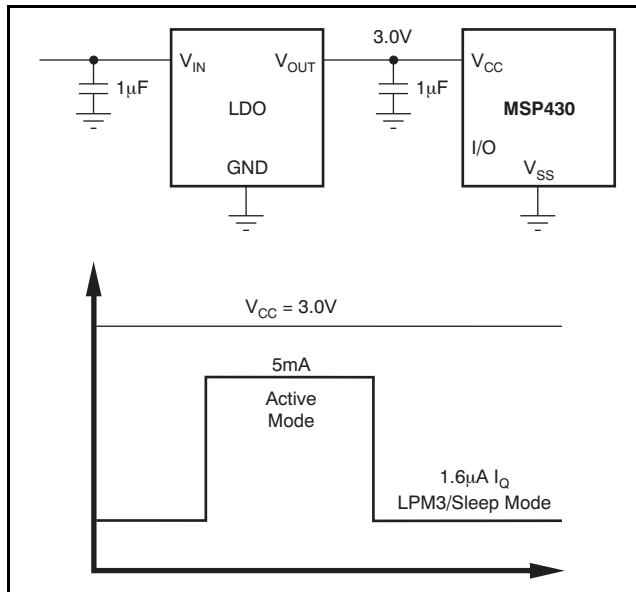 3.0V
V_IN
V_OUT
V_CC
1μF
LDO
1μF
MSP430
I/O
GND
V_SS
V_CC = 3.0V
5mA
Active
Mode
1.6μA I_Q
LPM3/Sleep Mode